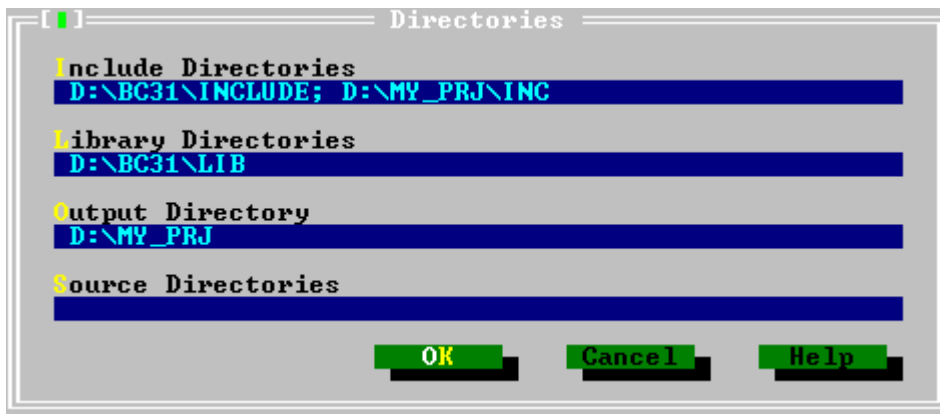 [▮] Directories
Include Directories
D:\BC31\INCLUDE; D:\MY_PRJ\INC
Library Directories
D:\BC31\LIB
Output Directory
D:\MY_PRJ
Source Directories
OK Cancel Help